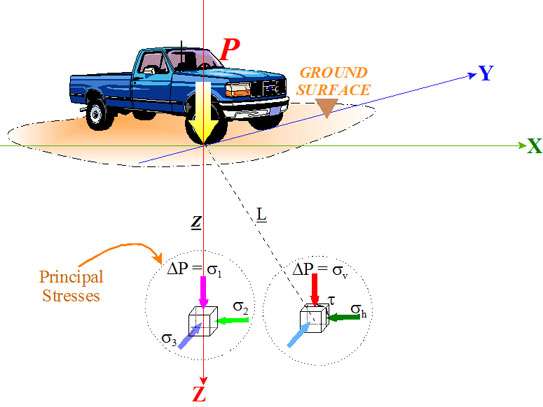 P
GROUND
SURFACE
Y
X
Z
L
ΔP = σ1
ΔP = σv
Principal
Stresses
τ
σ2
σh
σ3
Z